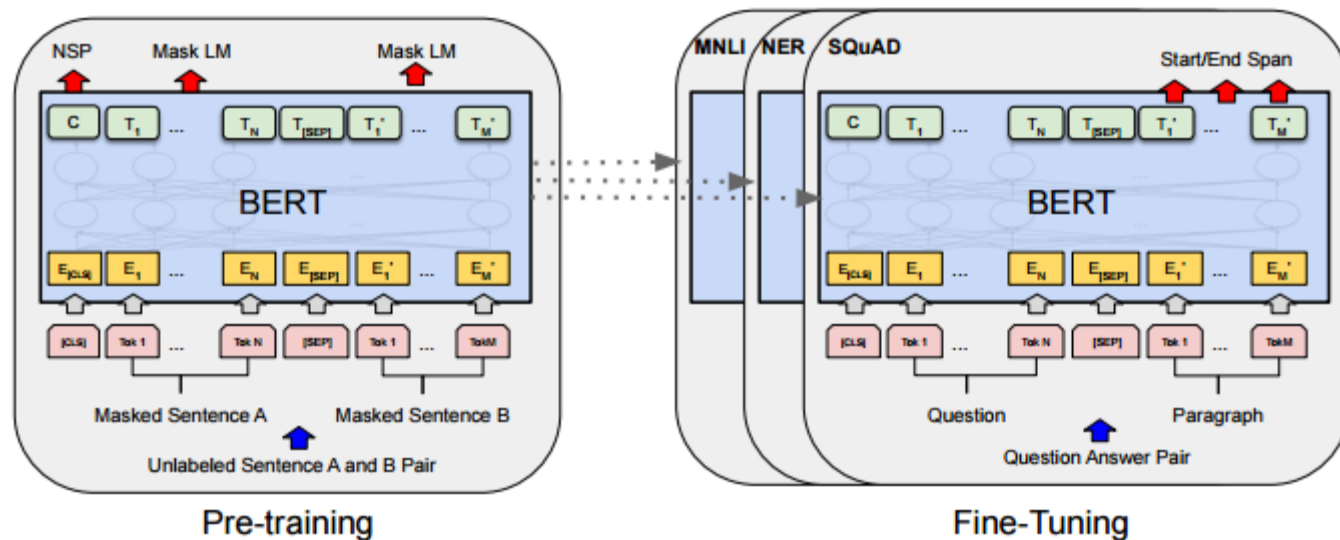 NSP Mask LM Mask LM
C T1 ... TN T[SEP] T1' ... TM'
BERT
E[CLS] E1 ... EN E[SEP] E1' ... EM'
[CLS] Tok 1 ... Tok N [SEP] Tok 1 ... TokM
Masked Sentence A Masked Sentence B
Unlabeled Sentence A and B Pair
Pre-training
MNLI NER SQuAD
Start/End Span
C T1 ... TN T[SEP] T1' ... TM'
BERT
E[CLS] E1 ... EN E[SEP] E1' ... EM'
[CLS] Tok 1 ... Tok N [SEP] Tok 1 ... TokM
Question Paragraph
Question Answer Pair
Fine-Tuning